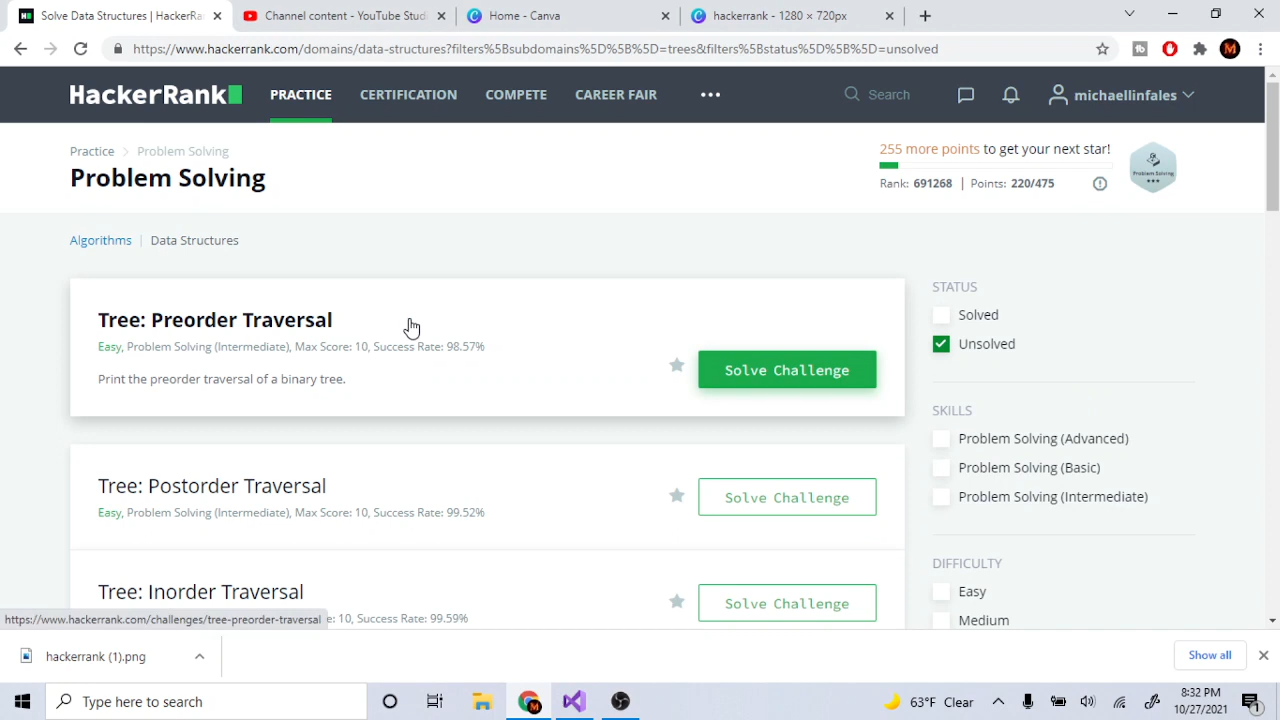 Solve Data Structures | HackerRa
Channel content - YouTube Stud
Home - Canva
hackerrank - 1280 × 720px
https://www.hackerrank.com/domains/data-structures?filters%5Bsubdomains%5D%5B%5D=trees&filters%5Bstatus%5D%5B%5D=unsolved
HackerRank
PRACTICE
CERTIFICATION
COMPETE
CAREER FAIR
Search
michaellinfales
Practice > Problem Solving
Problem Solving
255 more points to get your next star!
Rank: 691268 | Points: 220/475
Problem Solving
Algorithms | Data Structures
Tree: Preorder Traversal
Easy, Problem Solving (Intermediate), Max Score: 10, Success Rate: 98.57%
Print the preorder traversal of a binary tree.
Solve Challenge
Tree: Postorder Traversal
Easy, Problem Solving (Intermediate), Max Score: 10, Success Rate: 99.52%
Solve Challenge
Tree: Inorder Traversal
e: 10, Success Rate: 99.59%
Solve Challenge
STATUS
Solved
Unsolved
SKILLS
Problem Solving (Advanced)
Problem Solving (Basic)
Problem Solving (Intermediate)
DIFFICULTY
Easy
Medium
https://www.hackerrank.com/challenges/tree-preorder-traversal
hackerrank (1).png
Show all
Type here to search
63°F Clear
8:32 PM
10/27/2021
1